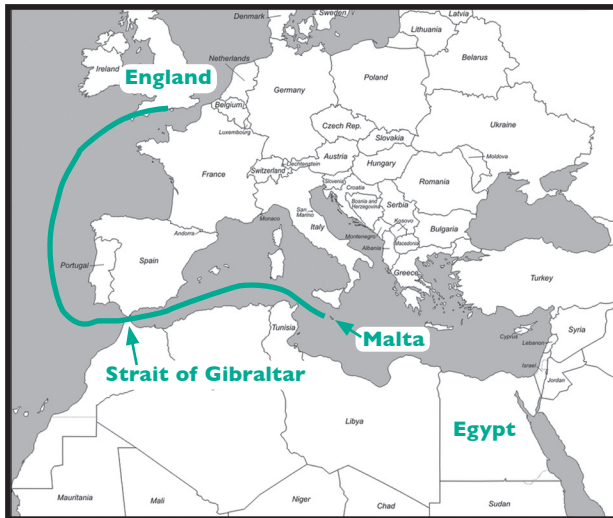 Denmark
Sweden
Latvia
Lithuania
Ireland
England
Netherlands
Belarus
Germany
Poland
Belgium
Luxembourg
Czech Rep.
Ukraine
Slovakia
France
Switzerland
Liechtenstein
Austria
Hungary
Moldova
Slovenia
Croatia
Romania
Bosnia and
Herzegovina
Serbia
San
Marino
Monaco
Italy
Andorra
Montenegro
Kosovo
Bulgaria
Albania
Macedonia
Portugal
Spain
Greece
Turkey
Tunisia
Malta
Cyprus
Syria
Lebanon
Israel
Jordan
Strait of Gibraltar
Libya
Egypt
Mauritania
Mali
Niger
Chad
Sudan